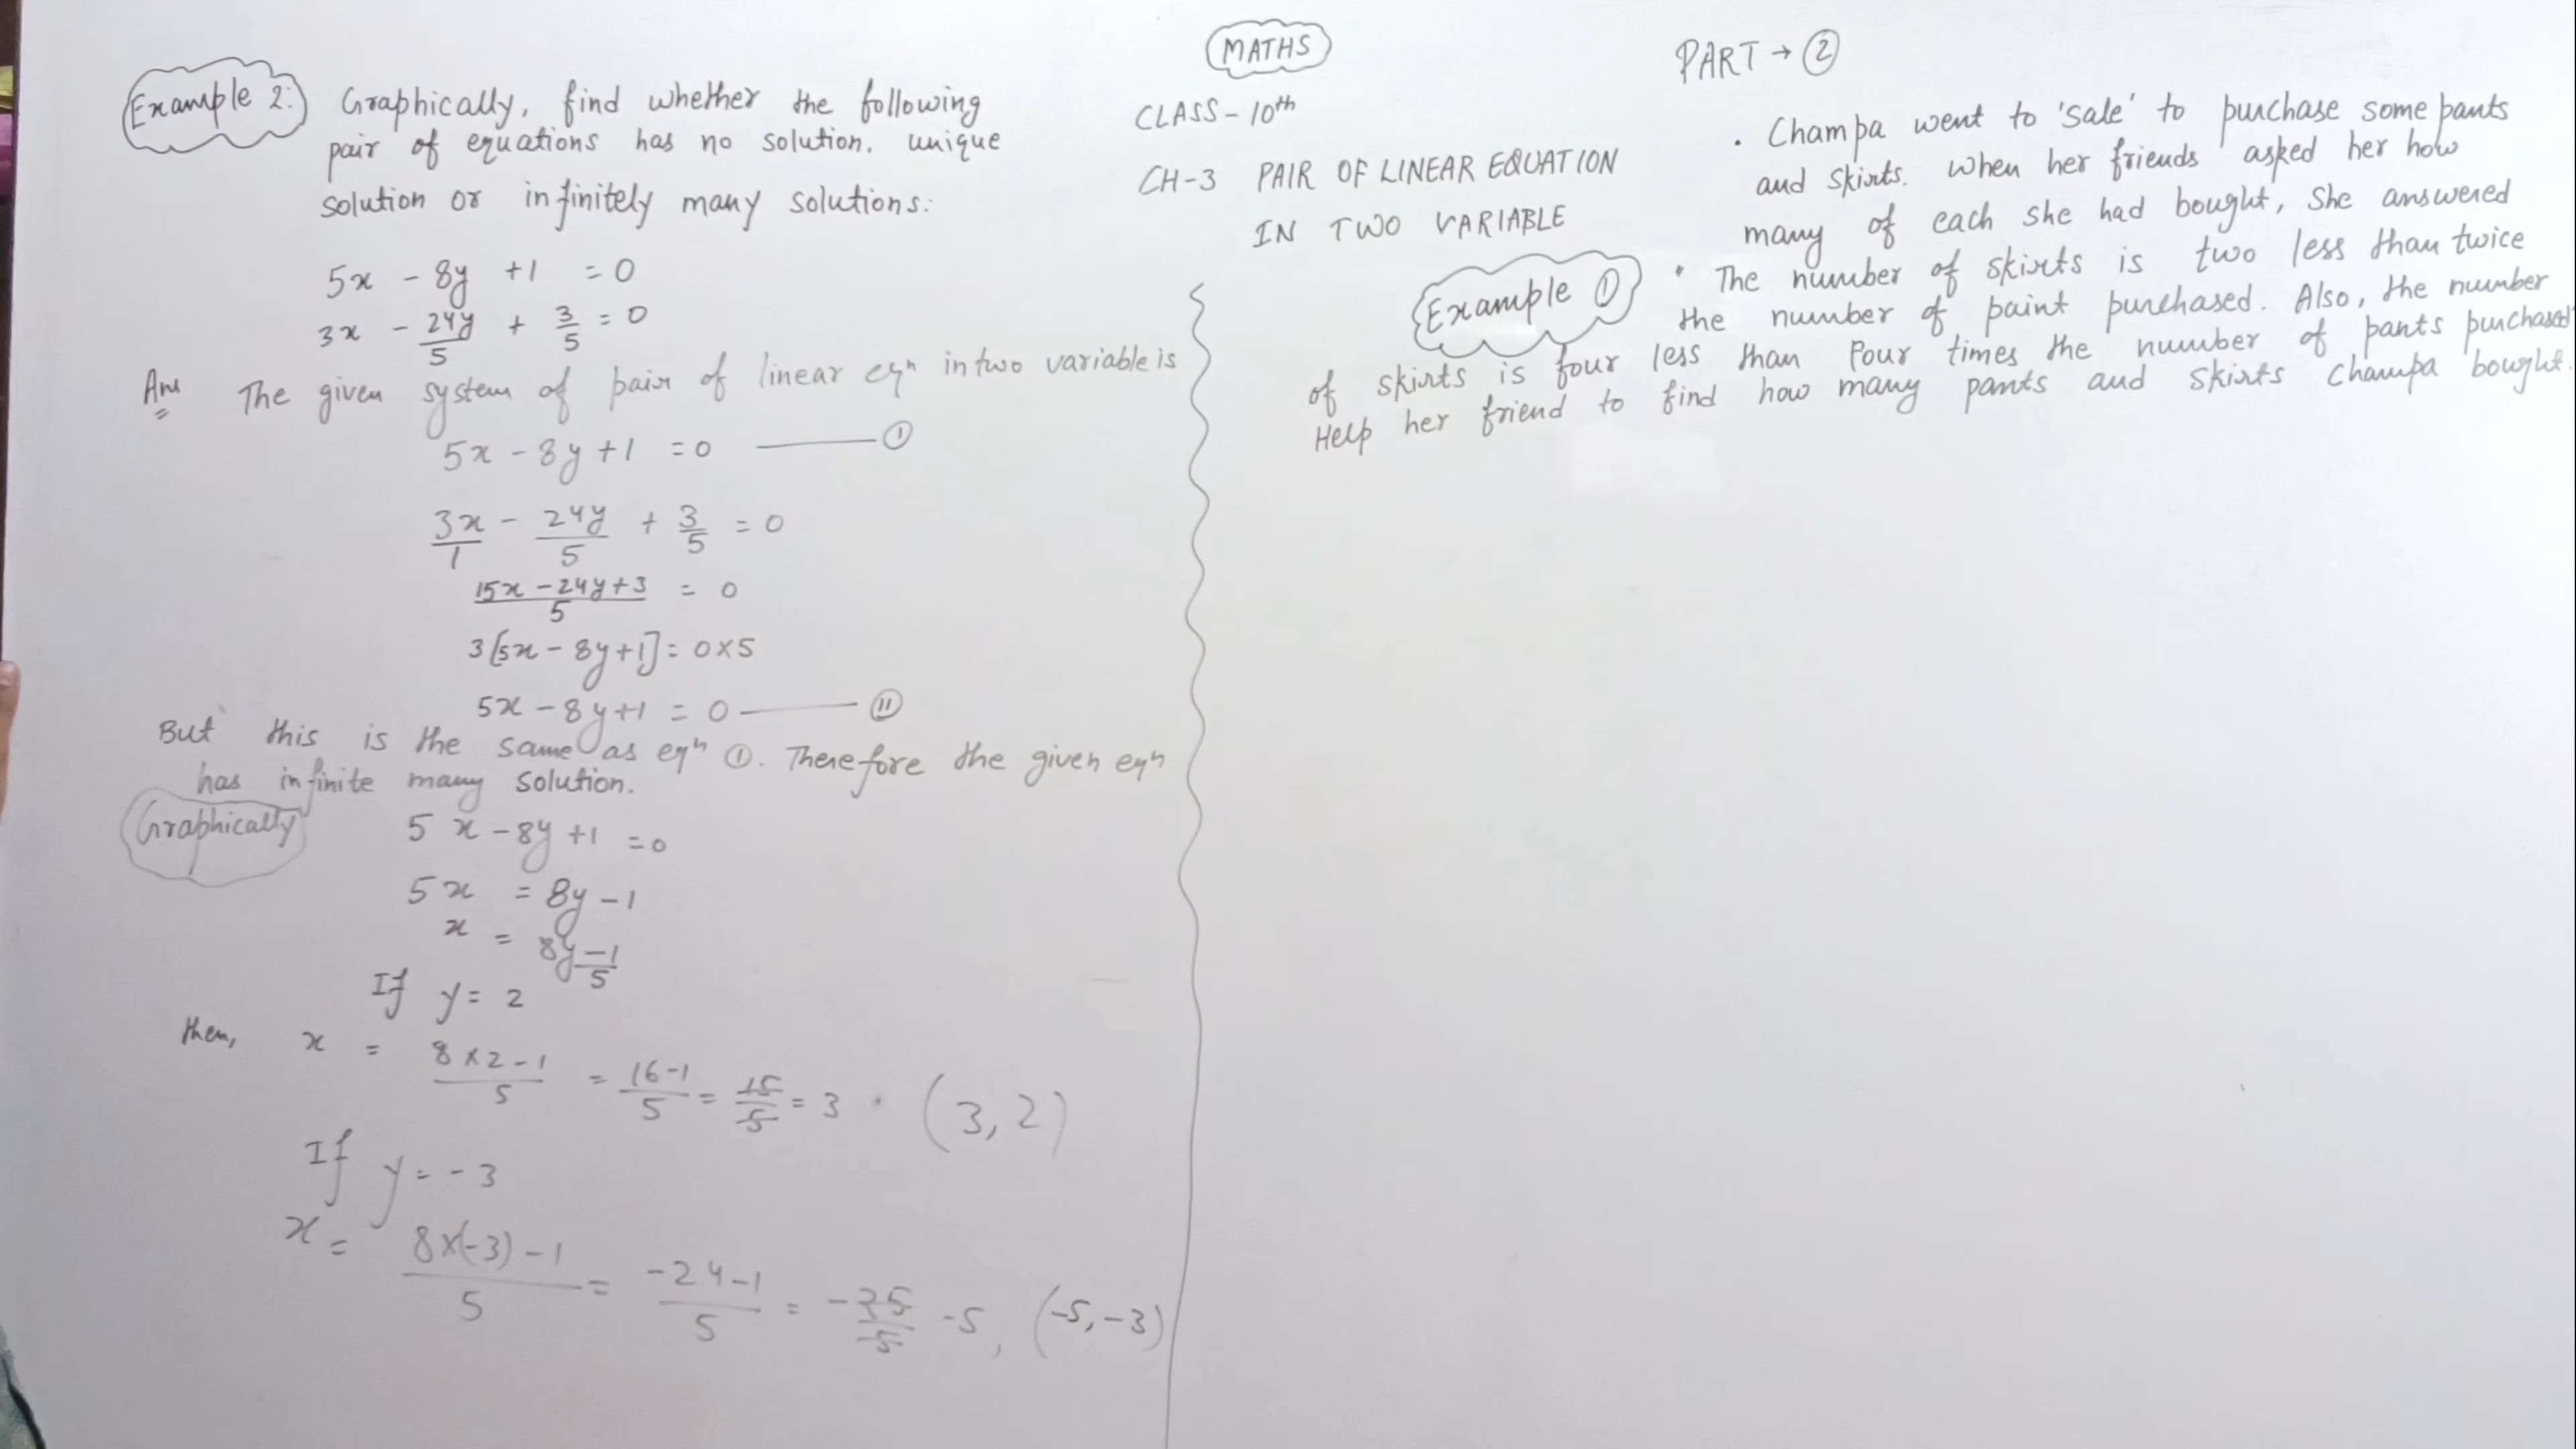 MATHS
CLASS - 10th
CH-3 PAIR OF LINEAR EQUATION
IN TWO VARIABLE
Example 2:
Graphically, find whether the following
pair of equations has no solution. unique
solution or infinitely many solutions:
5x - 8y + 1 = 0
3x - 24y/5 + 3/5 = 0
Ans The given system of pair of linear eqn in two variable is
5x - 8y + 1 = 0 ——— ①
3x/1 - 24y/5 + 3/5 = 0
15x - 24y + 3/5 = 0
3[5x - 8y + 1] = 0 x 5
5x - 8y + 1 = 0 ——— ⑪
But this is the same as eqn ①. Therefore the given eqn
has infinite many solution.
Graphically
5x - 8y + 1 = 0
5x = 8y - 1
x = 8y - 1/5
If y = 2
then, x = 8 x 2 - 1/5 = 16 - 1/5 = 15/5 = 3 (3, 2)
If y = - 3
x = 8 x (-3) - 1/5 = -24 - 1/5 = -25/5 -5, (-5, -3)
PART → ②
• Champa went to 'sale' to purchase some pants
and skirts. When her friends asked her how
many of each she had bought, She answered
Example ①
• The number of skirts is two less than twice
the number of paint purchased. Also, the number
of skirts is four less than Four times the number of pants purchased
Help her friend to find how many pants and skirts champa bought.